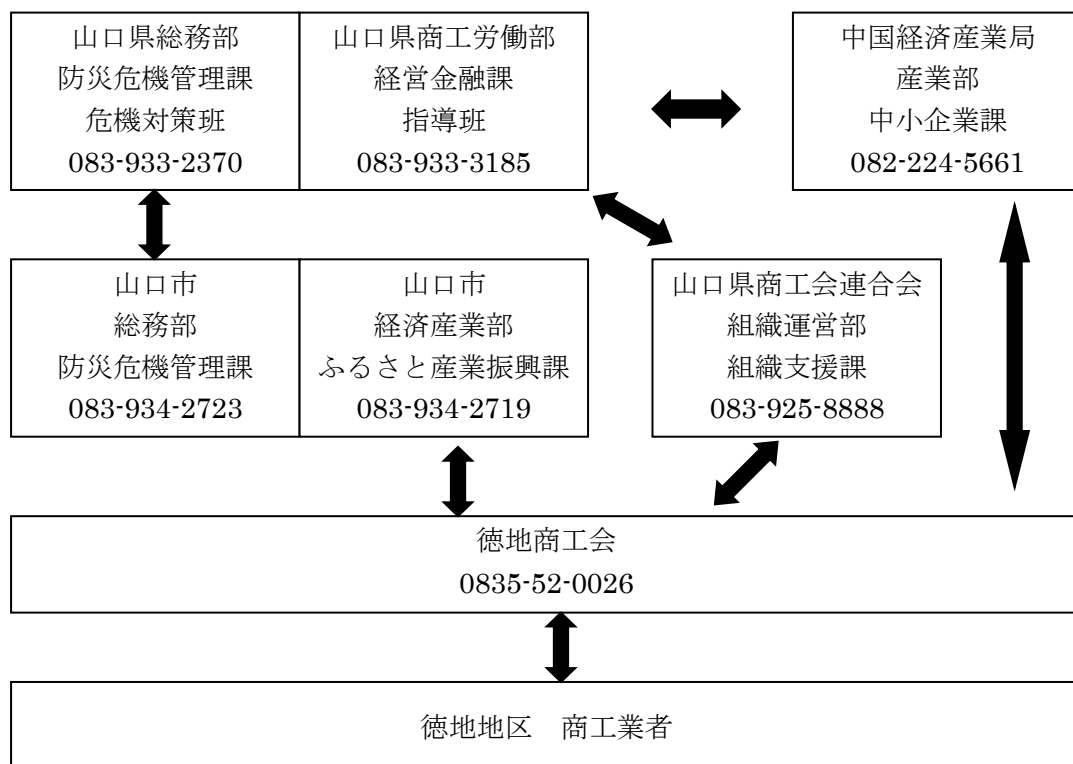 山口県総務部
防災危機管理課
危機対策班
083-933-2370
山口県商工労働部
経営金融課
指導班
083-933-3185
中国経済産業局
産業部
中小企業課
082-224-5661
山口市
総務部
防災危機管理課
083-934-2723
山口市
経済産業部
ふるさと産業振興課
083-934-2719
山口県商工会連合会
組織運営部
組織支援課
083-925-8888
徳地商工会
0835-52-0026
徳地地区　商工業者